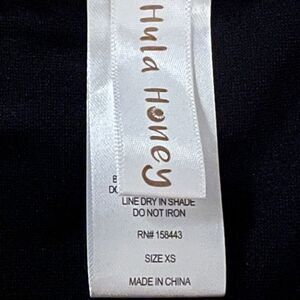 Hula Honey
LINE DRY IN SHADE
DO NOT IRON
RN# 158443
SIZE XS
MADE IN CHINA